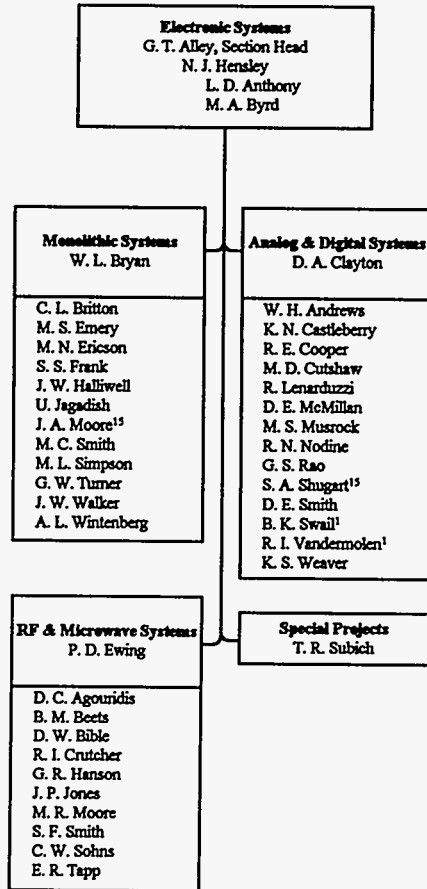 Electronic Systems
G. T. Alley, Section Head
N. J. Hensley
L. D. Anthony
M. A. Byrd
Monolithic Systems
W. L. Bryan
C. L. Britton
M. S. Emery
M. N. Ericson
S. S. Frank
J. W. Halliwell
U. Jagadish
J. A. Moore¹⁵
M. C. Smith
M. L. Simpson
G. W. Turner
J. W. Walker
A. L. Wintenberg
Analog & Digital Systems
D. A. Clayton
W. H. Andrews
K. N. Castleberry
R. E. Cooper
M. D. Cutshaw
R. Lenarduzzi
D. E. McMillan
M. S. Musrock
R. N. Nodine
G. S. Rao
S. A. Shugart¹⁵
D. E. Smith
B. K. Swail¹
R. I. Vandermolen¹
K. S. Weaver
RF & Microwave Systems
P. D. Ewing
D. C. Agouridis
B. M. Beets
D. W. Bible
R. I. Crutcher
G. R. Hanson
J. P. Jones
M. R. Moore
S. F. Smith
C. W. Sohns
E. R. Tapp
Special Projects
T. R. Subich